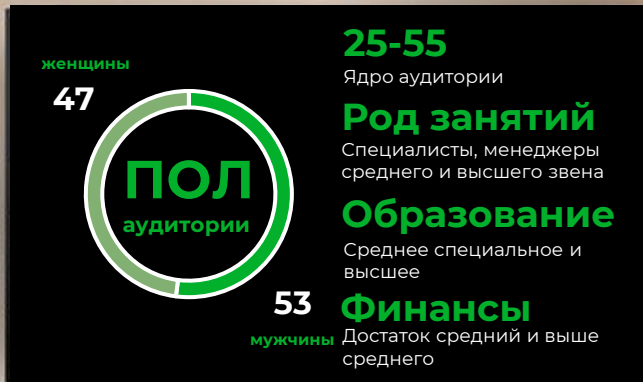 женщины
47
ПОЛ
аудитории
53
мужчины
25-55
Ядро аудитории
Род занятий
Специалисты, менеджеры
среднего и высшего звена
Образование
Среднее специальное и
высшее
Финансы
Достаток средний и выше
среднего